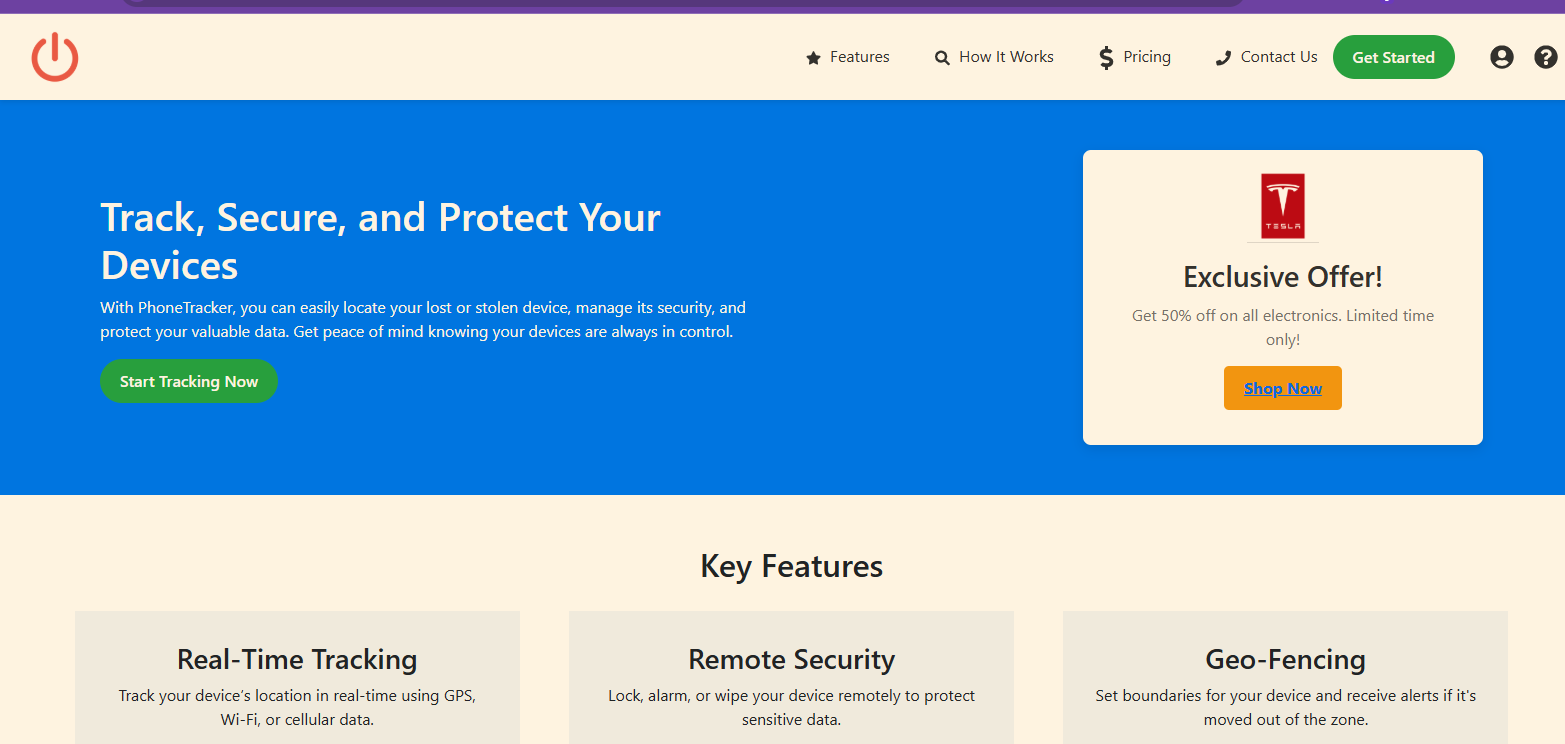 Features
How It Works
Pricing
Contact Us
Get Started
Track, Secure, and Protect Your
Devices
With PhoneTracker, you can easily locate your lost or stolen device, manage its security, and
protect your valuable data. Get peace of mind knowing your devices are always in control.
Start Tracking Now
TESLA
Exclusive Offer!
Get 50% off on all electronics. Limited time
only!
Shop Now
Key Features
Real-Time Tracking
Track your device’s location in real-time using GPS,
Wi-Fi, or cellular data.
Remote Security
Lock, alarm, or wipe your device remotely to protect
sensitive data.
Geo-Fencing
Set boundaries for your device and receive alerts if it's
moved out of the zone.